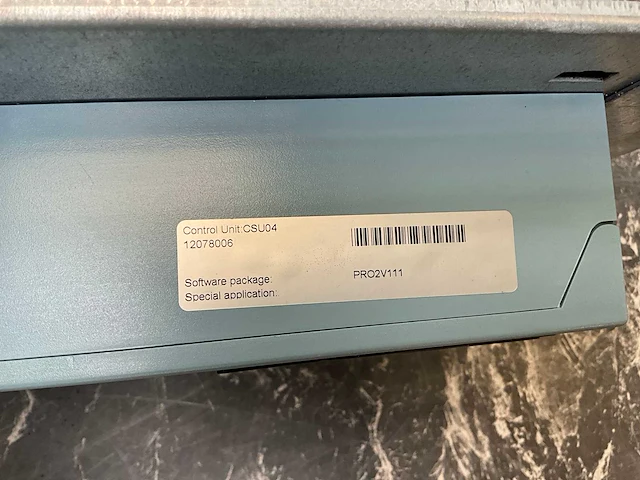 Control Unit:CSU04
12078006
Software package: PRO2V111
Special application: